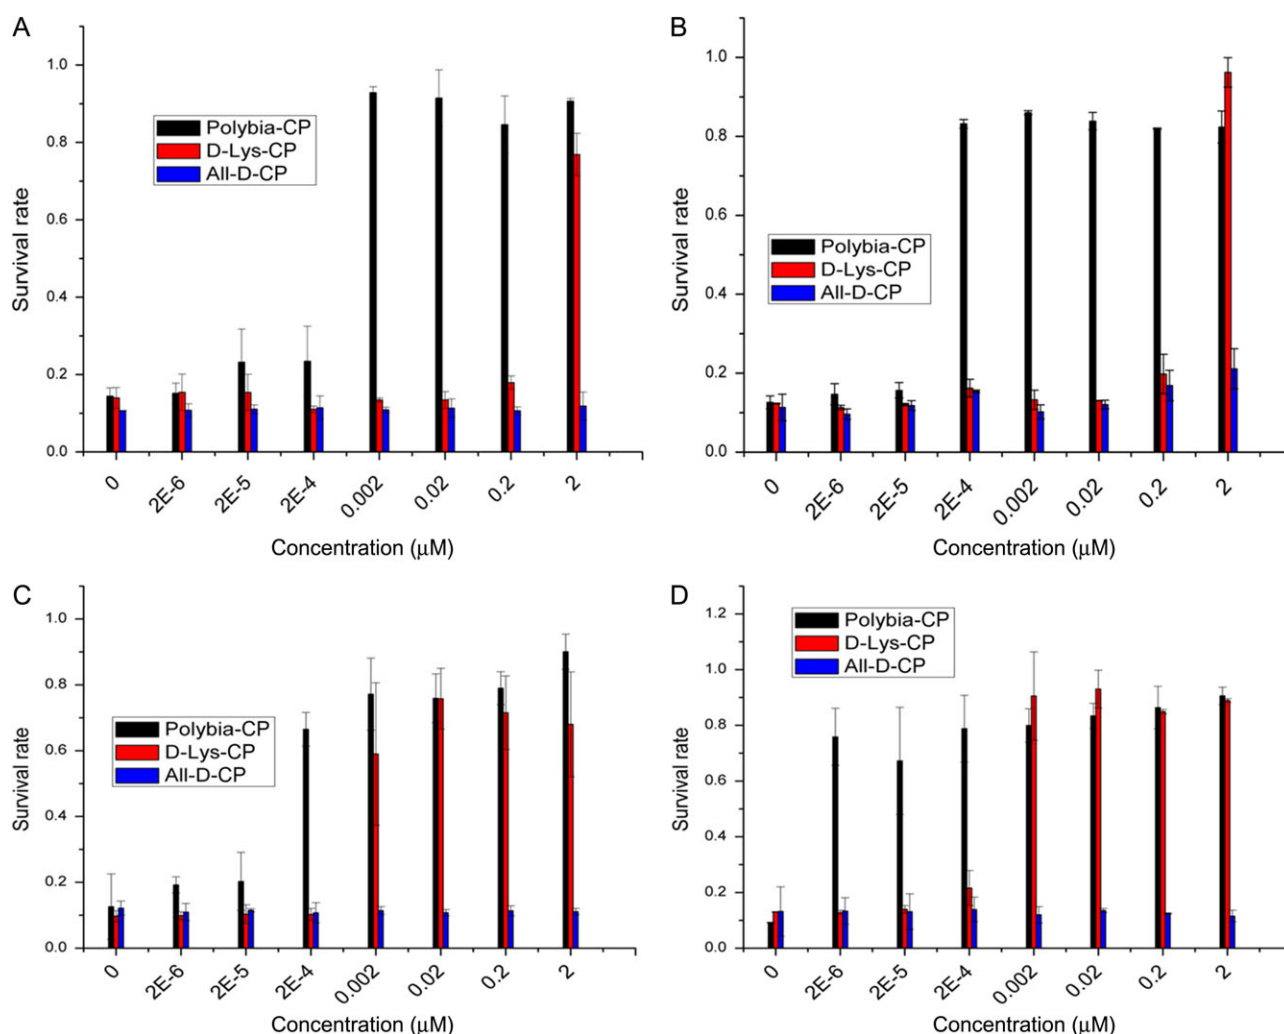 A
1.0
0.8
0.6
0.4
0.2
0.0
Survival rate
Polybia-CP
D-Lys-CP
All-D-CP
0 2E-6 2E-5 2E-4 0.002 0.02 0.2 2
Concentration (μM)
B
1.0
0.8
0.6
0.4
0.2
0.0
Survival rate
Polybia-CP
D-Lys-CP
All-D-CP
0 2E-6 2E-5 2E-4 0.002 0.02 0.2 2
Concentration (μM)
C
1.0
0.8
0.6
0.4
0.2
0.0
Survival rate
Polybia-CP
D-Lys-CP
All-D-CP
0 2E-6 2E-5 2E-4 0.002 0.02 0.2 2
Concentration (μM)
D
1.2
1.0
0.8
0.6
0.4
0.2
0.0
Survival rate
Polybia-CP
D-Lys-CP
All-D-CP
0 2E-6 2E-5 2E-4 0.002 0.02 0.2 2
Concentration (μM)